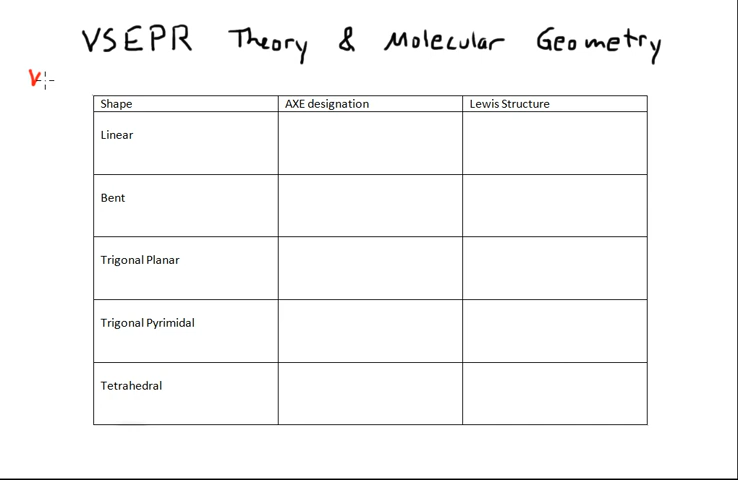 VSEPR Theory & Molecular Geometry
V
Shape AXE designation Lewis Structure
Linear
Bent
Trigonal Planar
Trigonal Pyrimidal
Tetrahedral